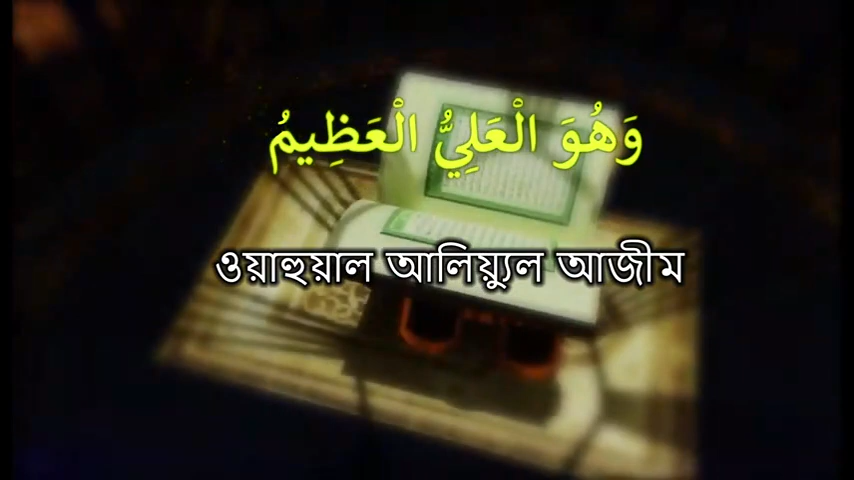 وَهُوَ الْعَلِيُّ الْعَظِيمُ
ওয়াহুয়াল আলিয়্যুল আজীম